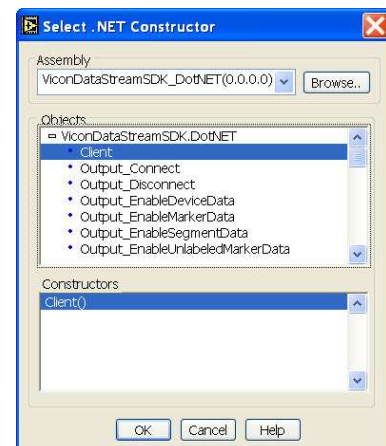 Select .NET Constructor
Assembly
ViconDataStreamSDK_DotNET(0.0.0.0)
Browse..
Objects
ViconDataStreamSDK.DotNET
Client
Output_Connect
Output_Disconnect
Output_EnableDeviceData
Output_EnableMarkerData
Output_EnableSegmentData
Output_EnableUnlabeledMarkerData
Constructors
Client()
OK Cancel Help